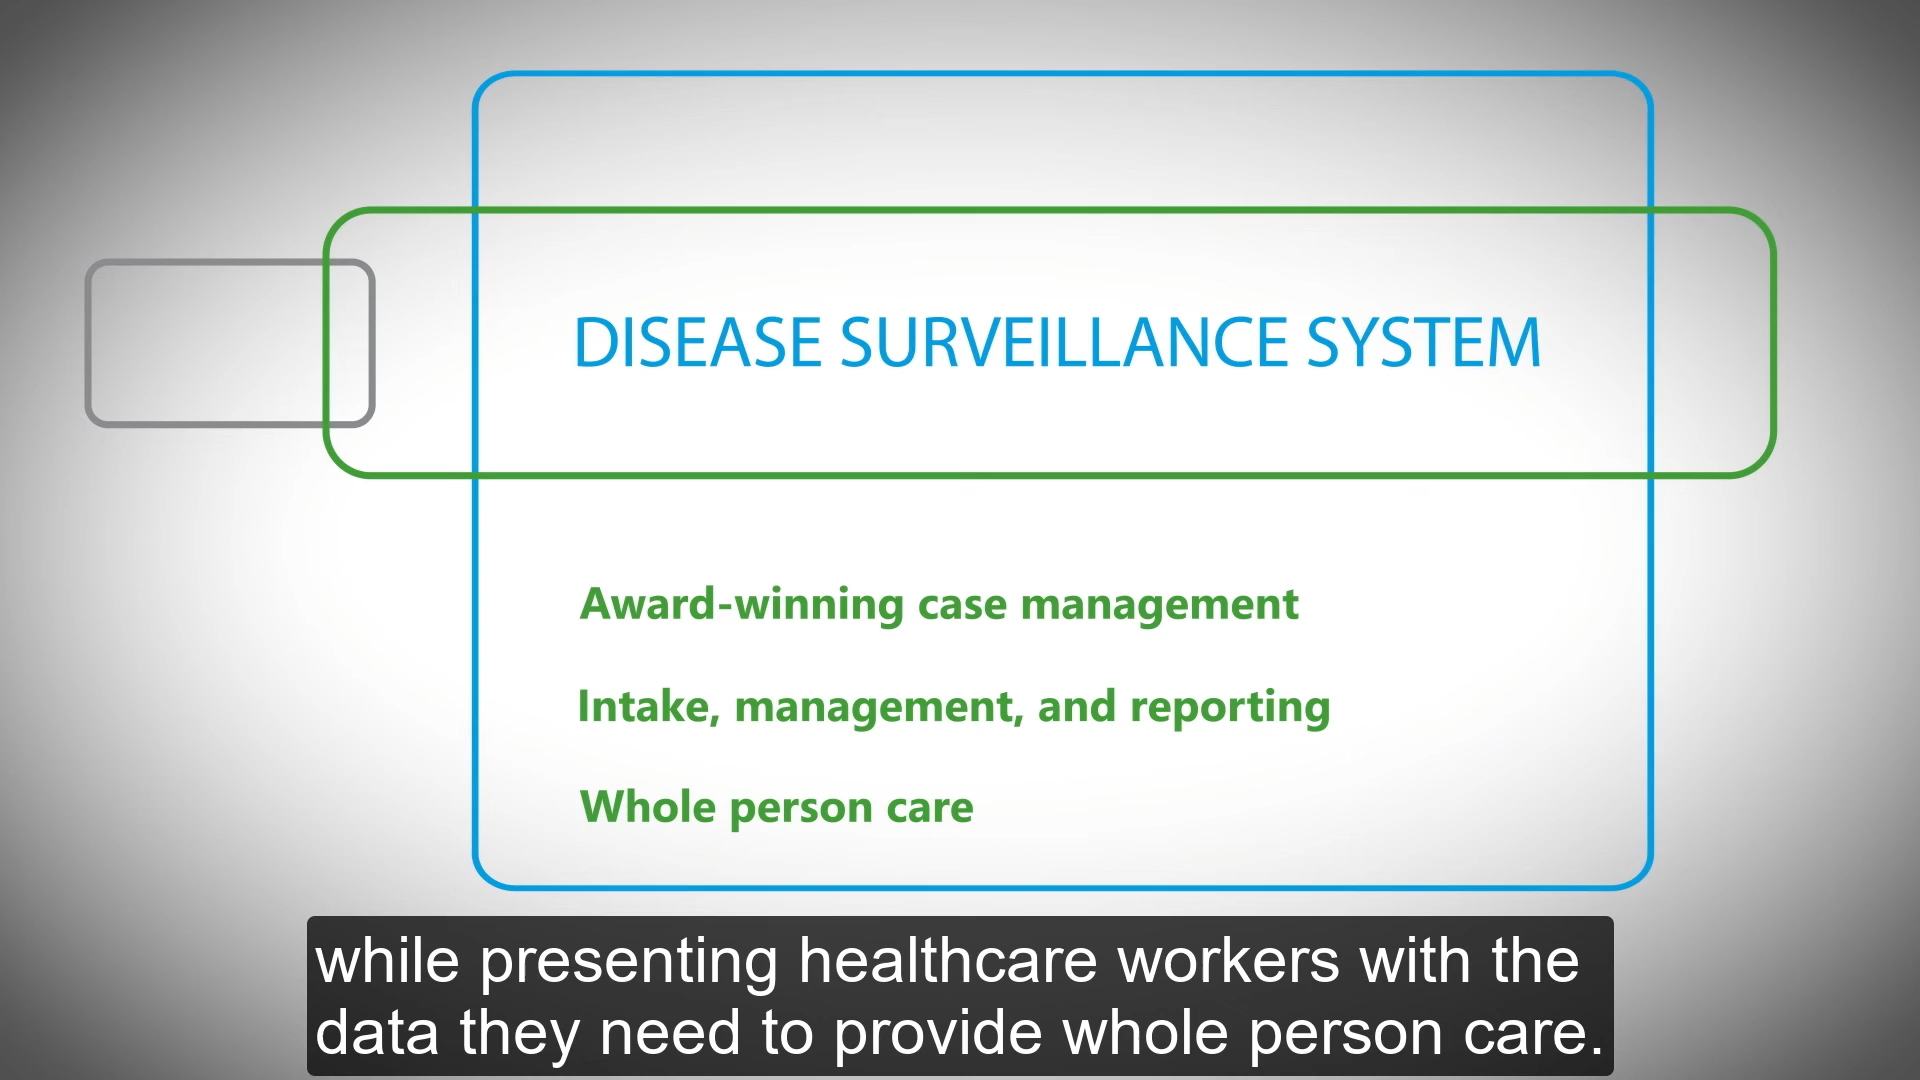 DISEASE SURVEILLANCE SYSTEM
Award-winning case management
Intake, management, and reporting
Whole person care
while presenting healthcare workers with the
data they need to provide whole person care.